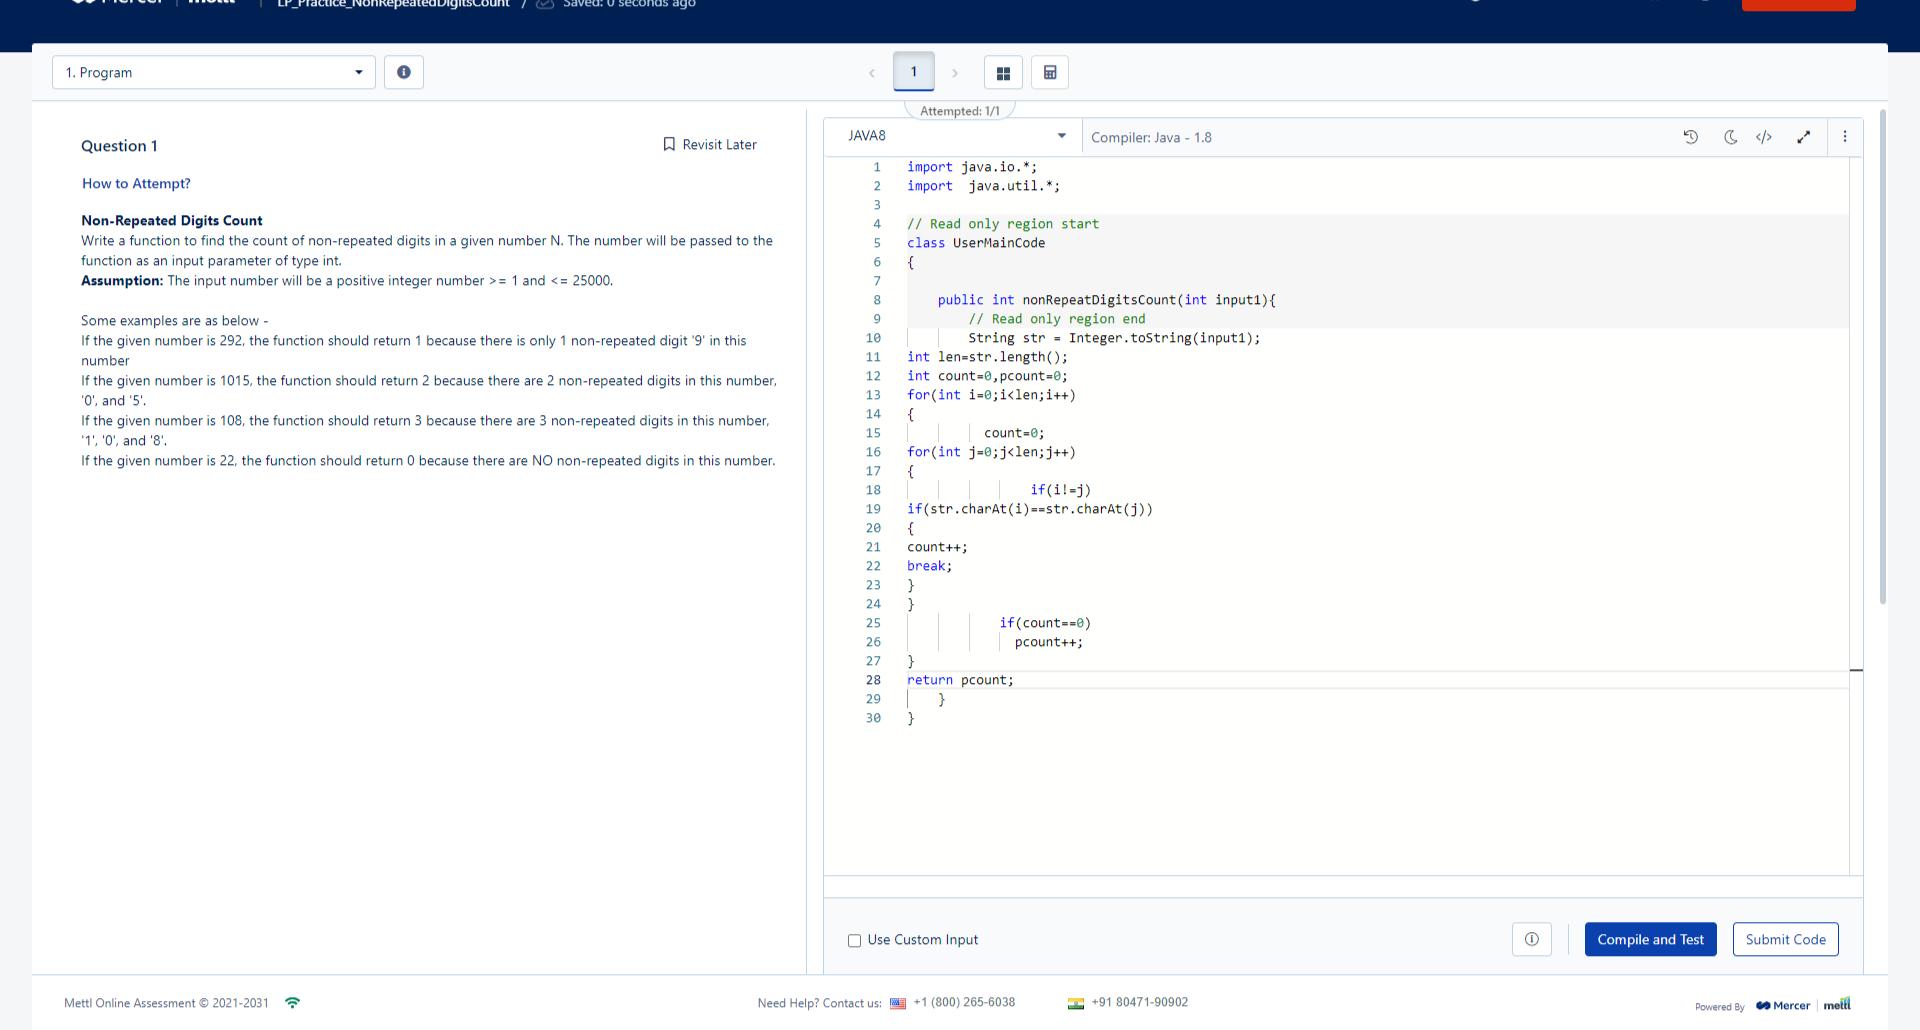 LP_Practice_NonRepeatedDigitsCount / Saved: 0 seconds ago
1. Program
1
Attempted: 1/1
Question 1
Revisit Later
How to Attempt?
Non-Repeated Digits Count
Write a function to find the count of non-repeated digits in a given number N. The number will be passed to the
function as an input parameter of type int.
Assumption: The input number will be a positive integer number >= 1 and <= 25000.
Some examples are as below -
If the given number is 292, the function should return 1 because there is only 1 non-repeated digit '9' in this
number
If the given number is 1015, the function should return 2 because there are 2 non-repeated digits in this number,
'0', and '5'.
If the given number is 108, the function should return 3 because there are 3 non-repeated digits in this number,
'1', '0', and '8'.
If the given number is 22, the function should return 0 because there are NO non-repeated digits in this number.
JAVA8
Compiler: Java - 1.8
1 import java.io.*;
2 import  java.util.*;
3
4 // Read only region start
5 class UserMainCode
6 {
7
8     public int nonRepeatDigitsCount(int input1){
9         // Read only region end
10         String str = Integer.toString(input1);
11 int len=str.length();
12 int count=0,pcount=0;
13 for(int i=0;i<len;i++)
14 {
15           count=0;
16 for(int j=0;j<len;j++)
17 {
18                 if(i!=j)
19 if(str.charAt(i)==str.charAt(j))
20 {
21 count++;
22 break;
23 }
24 }
25             if(count==0)
26               pcount++;
27 }
28 return pcount;
29     }
30 }
Use Custom Input
Compile and Test
Submit Code
Mettl Online Assessment © 2021-2031
Need Help? Contact us: +1 (800) 265-6038
+91 80471-90902
Powered By Mercer | mettl